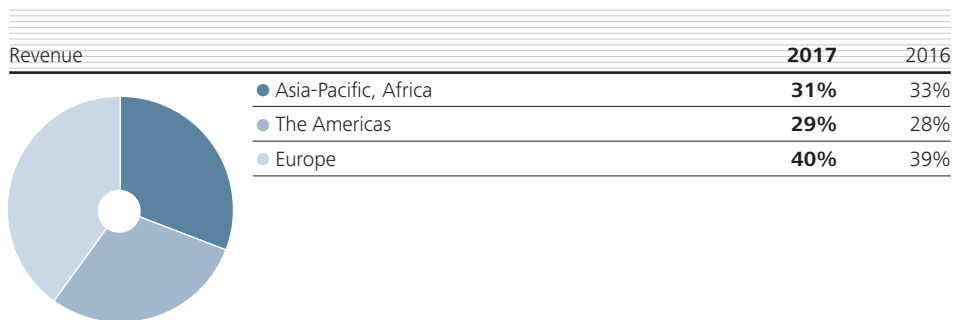 Revenue 2017 2016
Asia-Pacific, Africa 31% 33%
The Americas 29% 28%
Europe 40% 39%